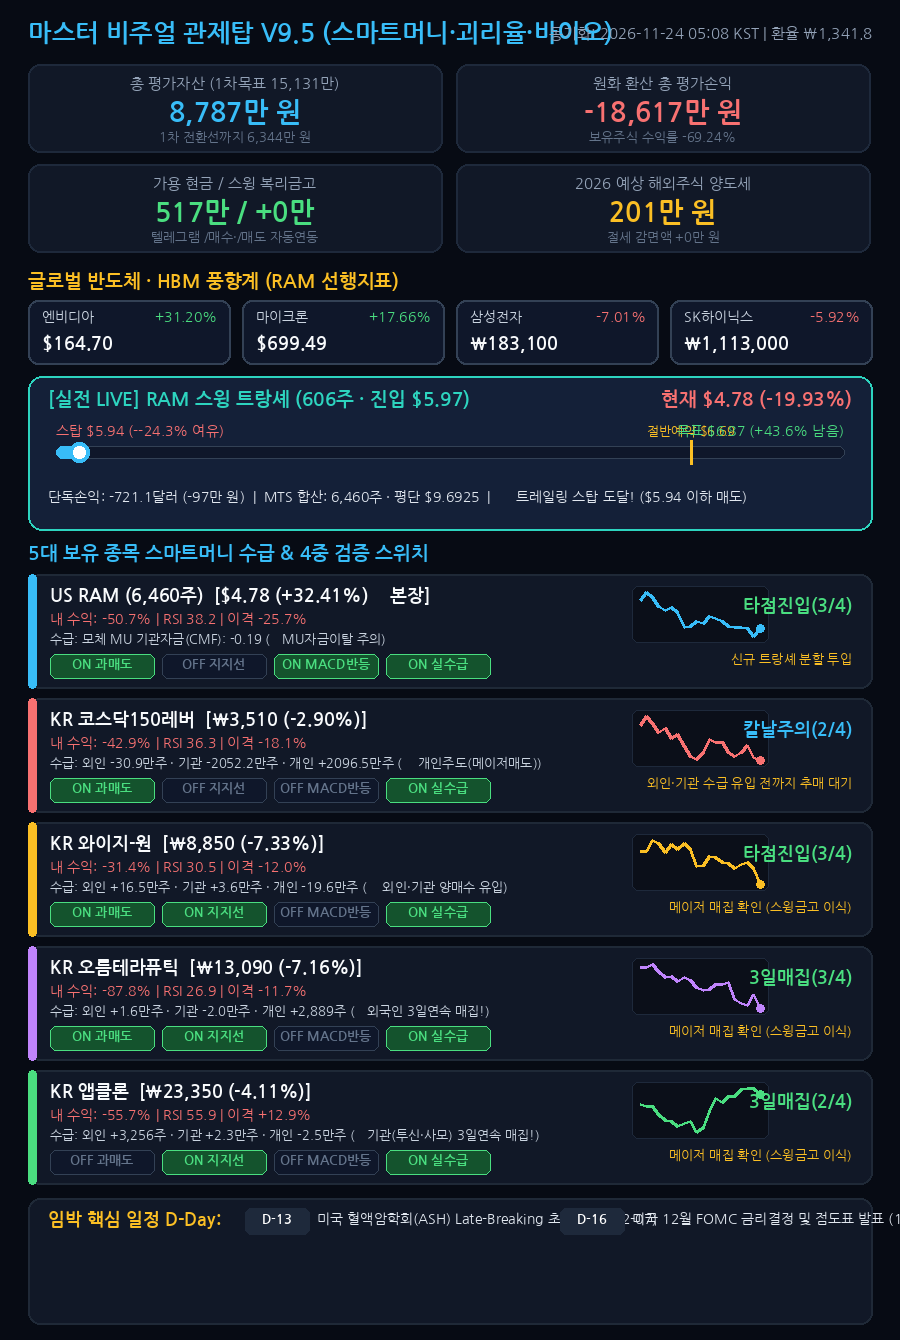 마스터 비주얼 관제탑 V9.5 (스마트머니·괴리율·바이오)
2026-11-24 05:08 KST | 환율 ₩1,341.8
총 평가자산 (1차목표 15,131만)
8,787만 원
1차 전환선까지 6,344만 원
원화 환산 총 평가손익
-18,617만 원
보유주식 수익률 -69.24%
가용 현금 / 스윙 복리금고
517만 / +0만
텔레그램 /매수·/매도 자동연동
2026 예상 해외주식 양도세
201만 원
절세 감면액 +0만 원
글로벌 반도체 · HBM 풍향계 (RAM 선행지표)
엔비디아 +31.20%
$164.70
마이크론 +17.66%
$699.49
삼성전자 -7.01%
₩183,100
SK하이닉스 -5.92%
₩1,113,000
[실전 LIVE] RAM 스윙 트랑셰 (606주 · 진입 $5.97)
현재 $4.78 (-19.93%)
스탑 $5.94 (--24.3% 여유)
(+43.6% 남음)
단독손익: -721.1달러 (-97만 원) | MTS 합산: 6,460주 · 평단 $9.6925 | 트레일링 스탑 도달! ($5.94 이하 매도)
5대 보유 종목 스마트머니 수급 & 4중 검증 스위치
US RAM (6,460주) [$4.78 (+32.41%) 본장]
내 수익: -50.7% | RSI 38.2 | 이격 -25.7%
수급: 모체 MU 기관자금(CMF): -0.19 ( MU자금이탈 주의)
ON 과매도 OFF 지지선 ON MACD반등 ON 실수급
타점진입(3/4)
신규 트랑셰 분할 투입
KR 코스닥150레버 [₩3,510 (-2.90%)]
내 수익: -42.9% | RSI 36.3 | 이격 -18.1%
수급: 외인 -30.9만주 · 기관 -2052.2만주 · 개인 +2096.5만주 ( 개인주도(메이저매도))
ON 과매도 OFF 지지선 OFF MACD반등 ON 실수급
칼날주의(2/4)
외인·기관 수급 유입 전까지 추매 대기
KR 와이지-원 [₩8,850 (-7.33%)]
내 수익: -31.4% | RSI 30.5 | 이격 -12.0%
수급: 외인 +16.5만주 · 기관 +3.6만주 · 개인 -19.6만주 ( 외인·기관 양매수 유입)
ON 과매도 ON 지지선 OFF MACD반등 ON 실수급
타점진입(3/4)
메이저 매집 확인 (스윙금고 이식)
KR 오름테라퓨틱 [₩13,090 (-7.16%)]
내 수익: -87.8% | RSI 26.9 | 이격 -11.7%
수급: 외인 +1.6만주 · 기관 -2.0만주 · 개인 +2,889주 ( 외국인 3일연속 매집!)
ON 과매도 ON 지지선 OFF MACD반등 ON 실수급
3일매집(3/4)
메이저 매집 확인 (스윙금고 이식)
KR 앱클론 [₩23,350 (-4.11%)]
내 수익: -55.7% | RSI 55.9 | 이격 +12.9%
수급: 외인 +3,256주 · 기관 +2.3만주 · 개인 -2.5만주 ( 기관(투신·사모) 3일연속 매집!)
OFF 과매도 ON 지지선 OFF MACD반등 ON 실수급
3일매집(2/4)
메이저 매집 확인 (스윙금고 이식)
임박 핵심 일정 D-Day:
D-13 미국 혈액암학회(ASH) Late-Breaking 초
D-16 12월 FOMC 금리결정 및 점도표 발표 (1